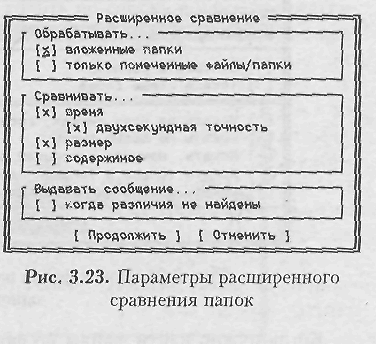 Расширенное сравнение
Обрабатывать...
[x] вложенные папки
[ ] только помеченные файлы/папки
Сравнивать...
[x] время
[x] двухсекундная точность
[x] размер
[ ] содержимое
Выдавать сообщение...
[ ] когда различия не найдены
[ Продолжить ] [ Отменить ]
Рис. 3.23. Параметры расширенного
сравнения папок